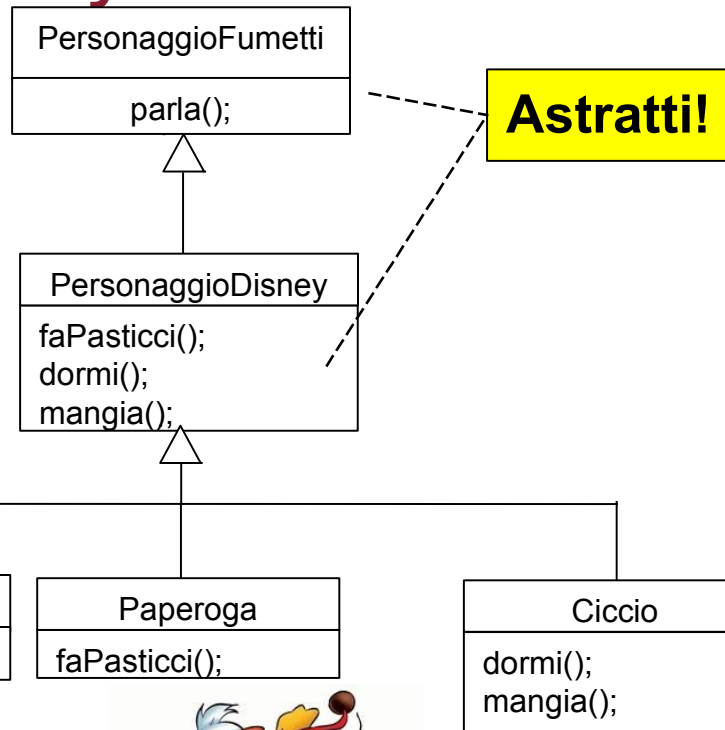 PersonaggioFumetti
parla();
Astratti!
PersonaggioDisney
faPasticci();
dormi();
mangia();
Paperoga
faPasticci();
Ciccio
dormi();
mangia();